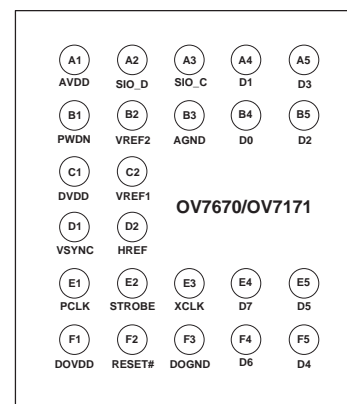 A1 A2 A3 A4 A5
AVDD SIO_D SIO_C D1 D3
B1 B2 B3 B4 B5
PWDN VREF2 AGND D0 D2
C1 C2
DVDD VREF1
OV7670/OV7171
D1 D2
VSYNC HREF
E1 E2 E3 E4 E5
PCLK STROBE XCLK D7 D5
F1 F2 F3 F4 F5
DOVDD RESET# DOGND D6 D4